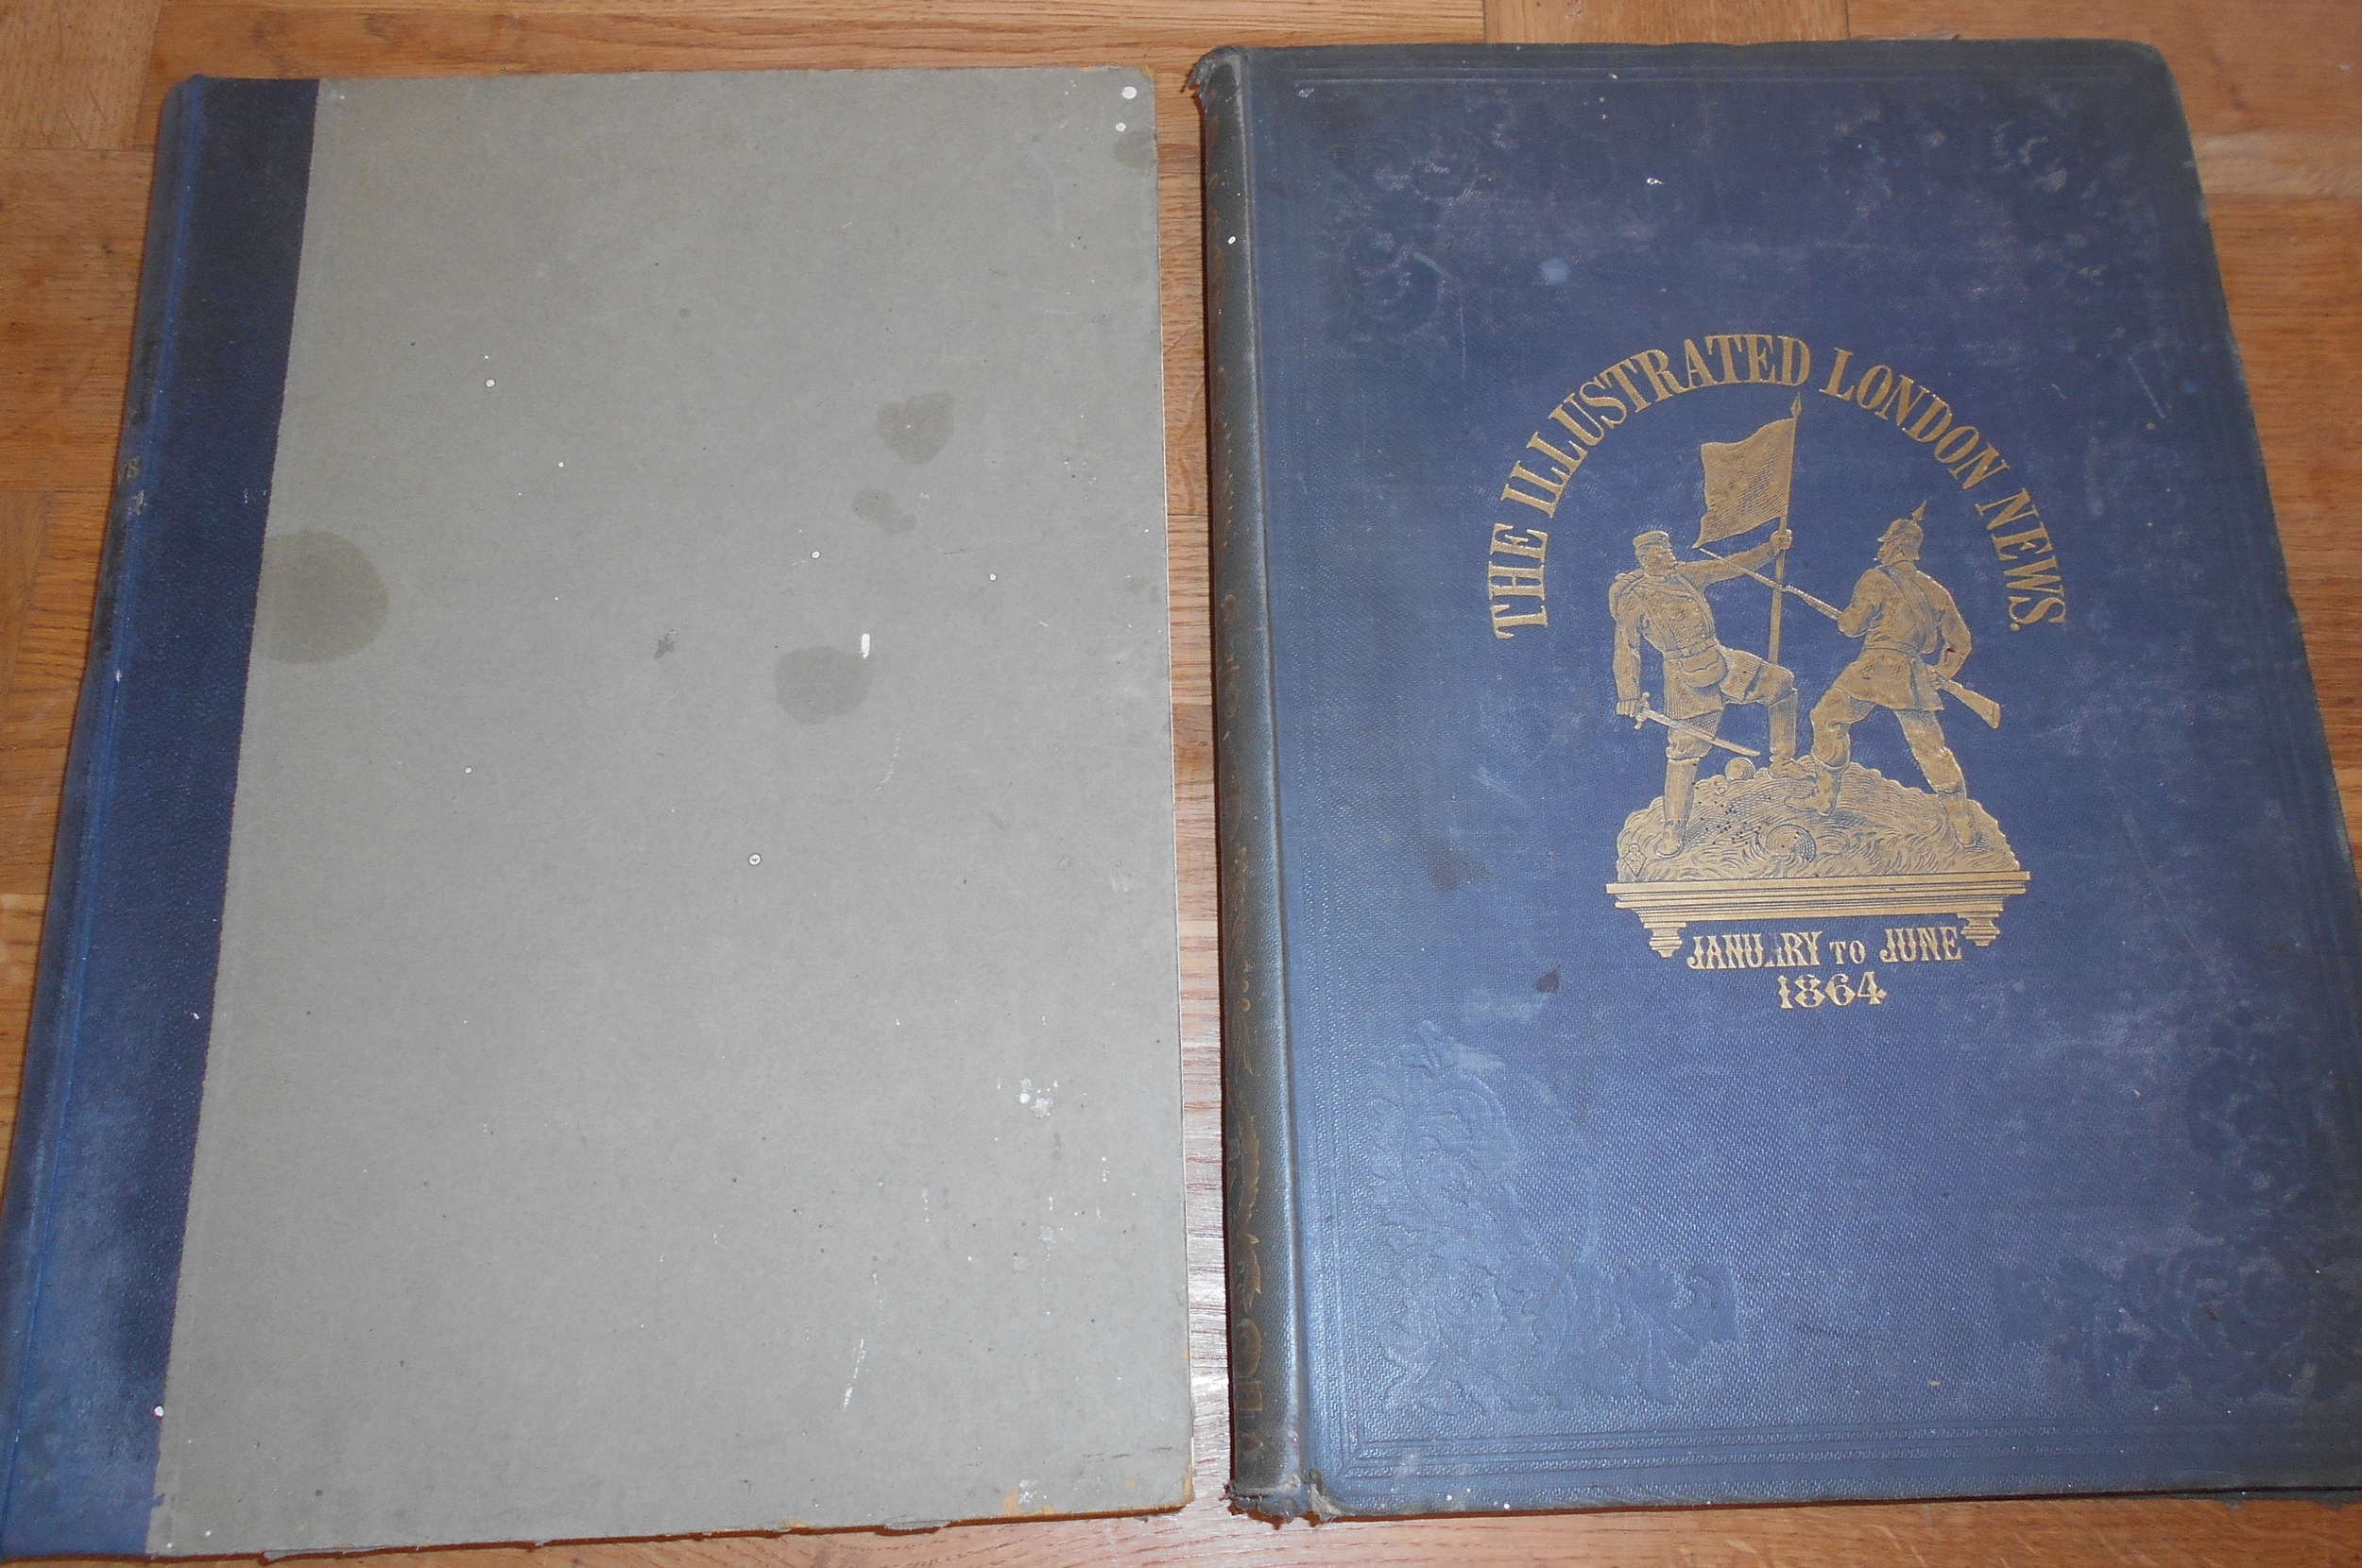 THE ILLUSTRATED LONDON NEWS.
JANUARY TO JUNE
1864